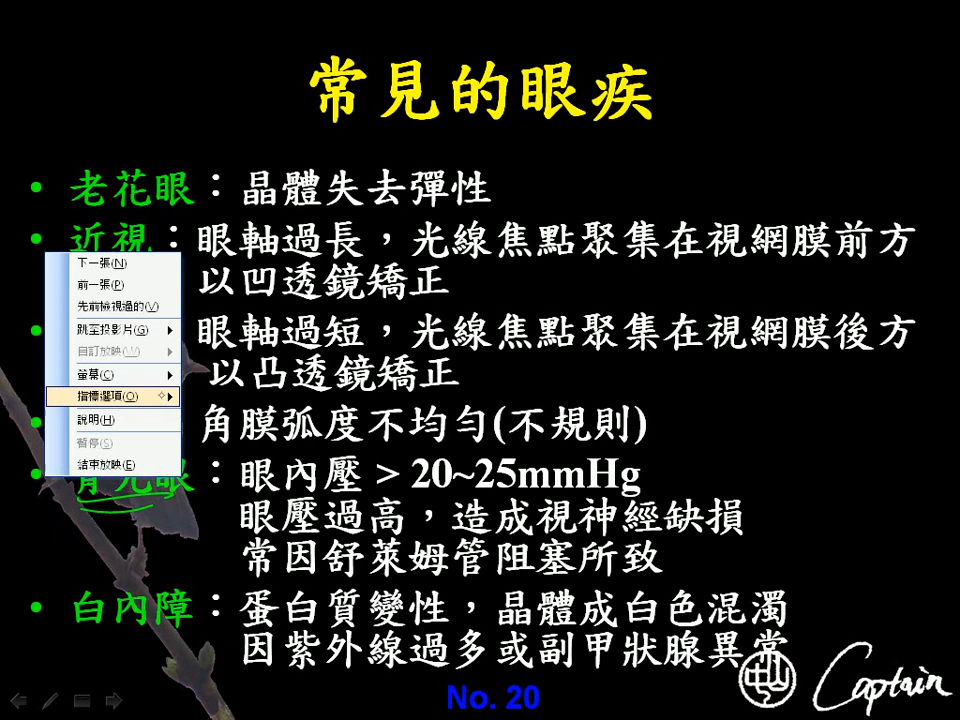 常見的眼疾
• 老花眼：晶體失去彈性
• 近視：眼軸過長，光線焦點聚集在視網膜前方
以凹透鏡矯正
• 眼軸過短，光線焦點聚集在視網膜後方
以凸透鏡矯正
• 角膜弧度不均勻(不規則)
• 青光眼：眼內壓 > 20~25mmHg
眼壓過高，造成視神經缺損
常因舒萊姆管阻塞所致
• 白內障：蛋白質變性，晶體成白色混濁
因紫外線過多或副甲狀腺異常
下一張(N)
前一張(P)
先前檢視過的(V)
跳至投影片(G)
自訂放映(W)
螢幕(C)
指標選項(O)
說明(H)
暫停(S)
結束放映(E)
No. 20
Captain